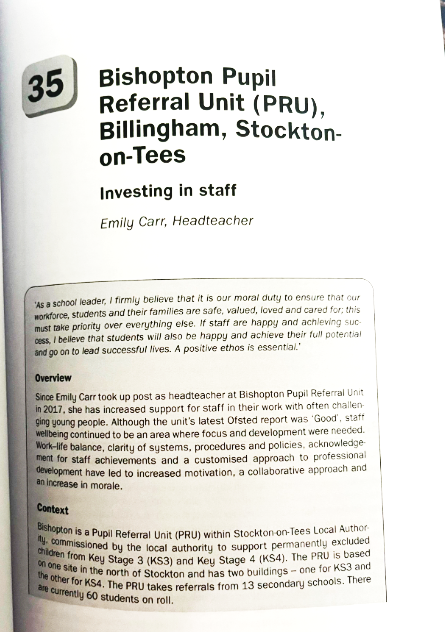 35
Bishopton Pupil
Referral Unit (PRU),
Billingham, Stockton-
on-Tees
Investing in staff
Emily Carr, Headteacher
'As a school leader, I firmly believe that it is our moral duty to ensure that our
workforce, students and their families are safe, valued, loved and cared for; this
must take priority over everything else. If staff are happy and achieving suc-
cess, I believe that students will also be happy and achieve their full potential
and go on to lead successful lives. A positive ethos is essential.'
Overview
Since Emily Carr took up post as headteacher at Bishopton Pupil Referral Unit
in 2017, she has increased support for staff in their work with often challen-
ging young people. Although the unit's latest Ofsted report was 'Good', staff
wellbeing continued to be an area where focus and development were needed.
Work–life balance, clarity of systems, procedures and policies, acknowledge-
ment for staff achievements and a customised approach to professional
development have led to increased motivation, a collaborative approach and
an increase in morale.
Context
Bishopton is a Pupil Referral Unit (PRU) within Stockton-on-Tees Local Author-
ity, commissioned by the local authority to support permanently excluded
children from Key Stage 3 (KS3) and Key Stage 4 (KS4). The PRU is based
on one site in the north of Stockton and has two buildings – one for KS3 and
the other for KS4. The PRU takes referrals from 13 secondary schools. There
are currently 60 students on roll.